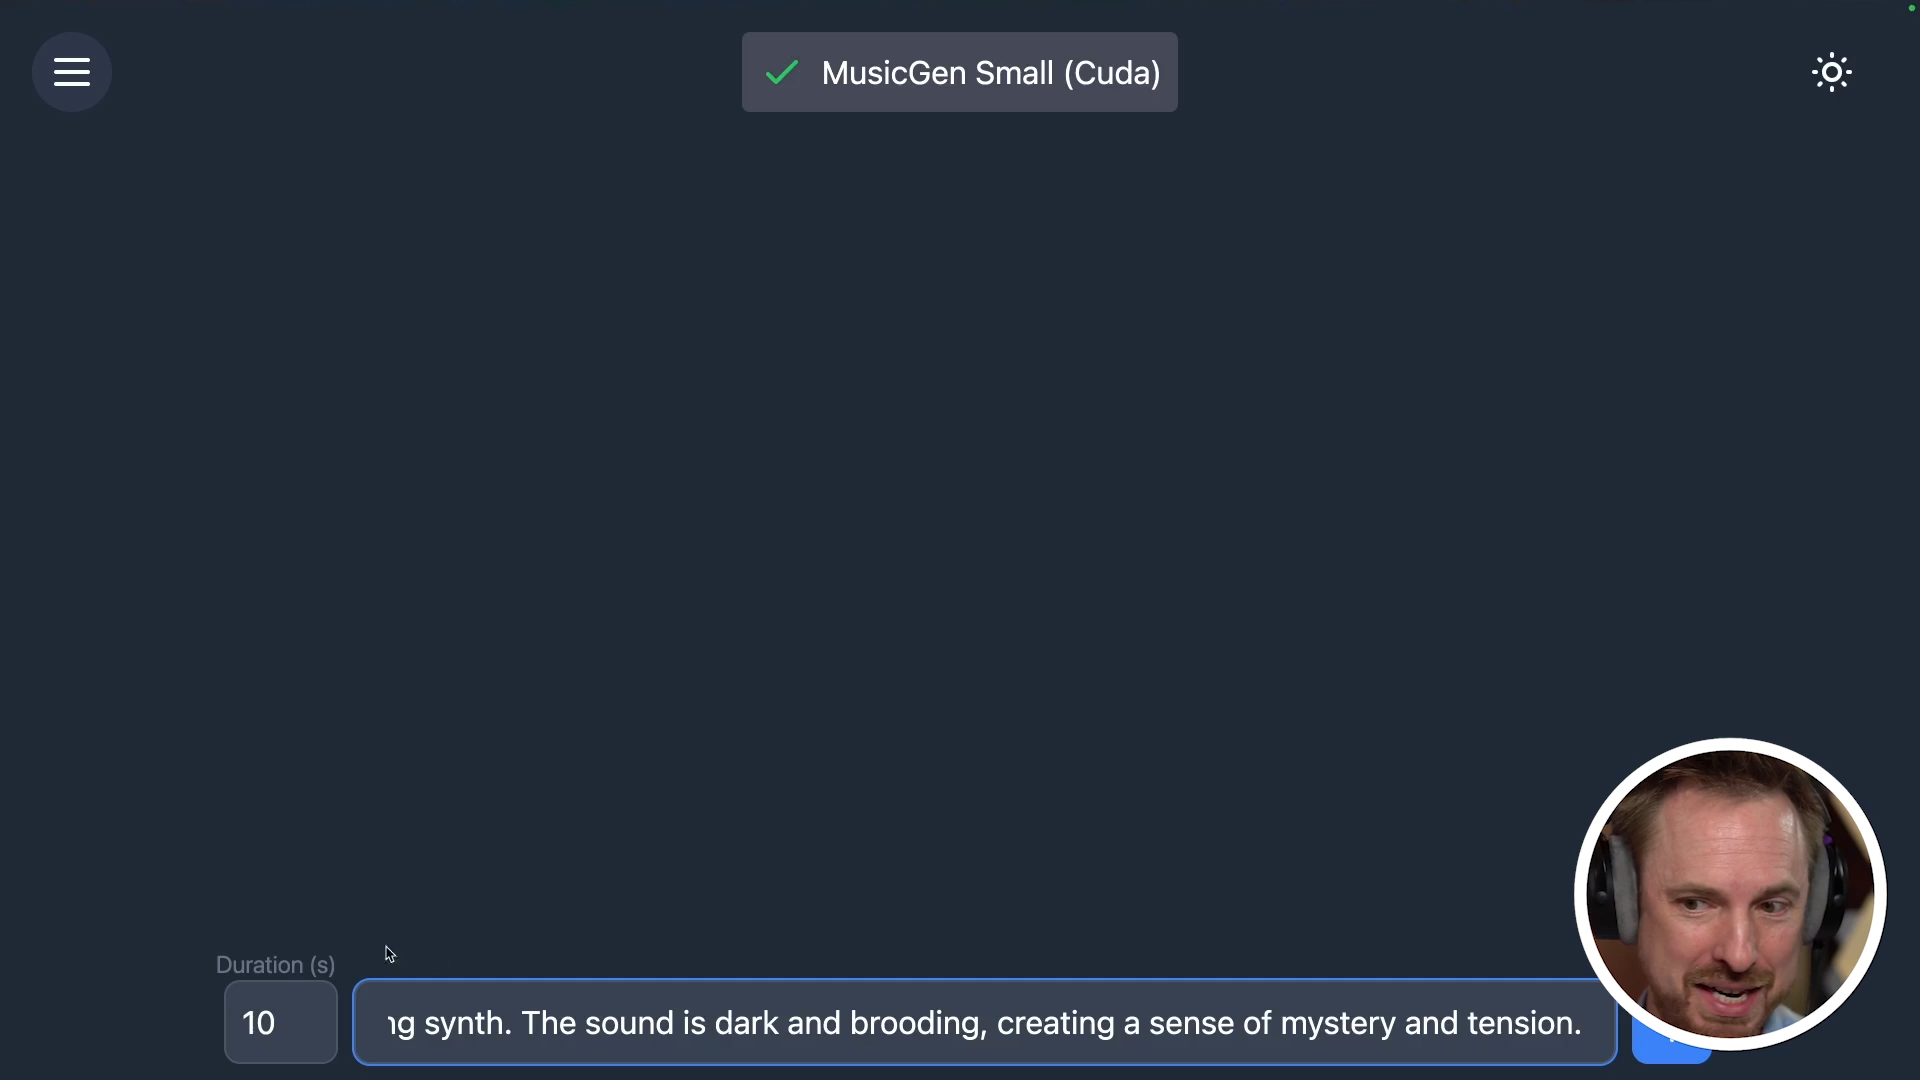 MusicGen Small (Cuda)
Duration (s)
10
synth. The sound is dark and brooding, creating a sense of mystery and tension.